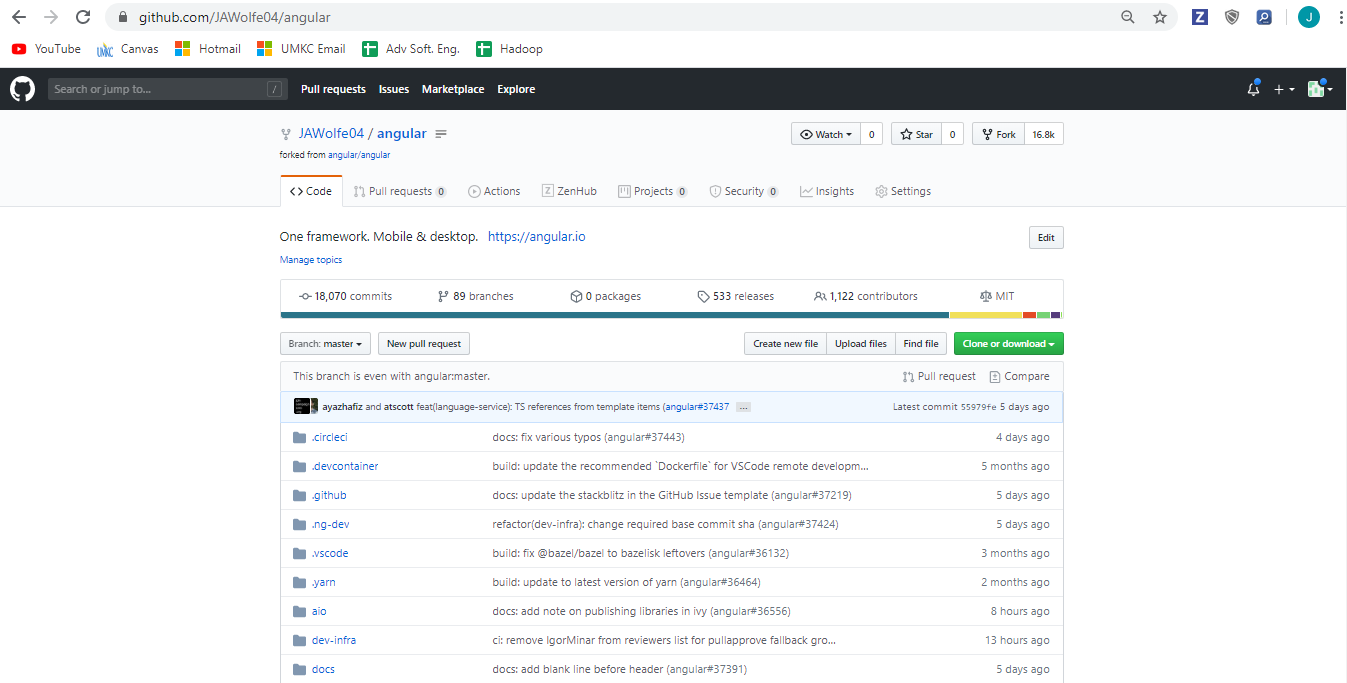 github.com/JAWolfe04/angular
J
YouTube Canvas Hotmail UMKC Email Adv Soft. Eng. Hadoop
Search or jump to... / Pull requests Issues Marketplace Explore
JAWolfe04 / angular Watch 0 Star 0 Fork 16.8k
forked from angular/angular
Code Pull requests 0 Actions ZenHub Projects 0 Security 0 Insights Settings
One framework. Mobile & desktop. https://angular.io Edit
Manage topics
18,070 commits 89 branches 0 packages 533 releases 1,122 contributors MIT
Branch: master New pull request Create new file Upload files Find file Clone or download
This branch is even with angular:master. Pull request Compare
ayazhafiz and atscott feat(language-service): TS references from template items (angular#37437 ... Latest commit 55979fe 5 days ago
.circleci docs: fix various typos (angular#37443) 4 days ago
.devcontainer build: update the recommended `Dockerfile` for VSCode remote developm... 5 months ago
.github docs: update the stackblitz in the GitHub Issue template (angular#37219) 5 days ago
.ng-dev refactor(dev-infra): change required base commit sha (angular#37424) 5 days ago
.vscode build: fix @bazel/bazel to bazelisk leftovers (angular#36132) 3 months ago
.yarn build: update to latest version of yarn (angular#36464) 2 months ago
aio docs: add note on publishing libraries in ivy (angular#36556) 8 hours ago
dev-infra ci: remove IgorMinar from reviewers list for pullapprove fallback gro... 13 hours ago
docs docs: add blank line before header (angular#37391) 5 days ago